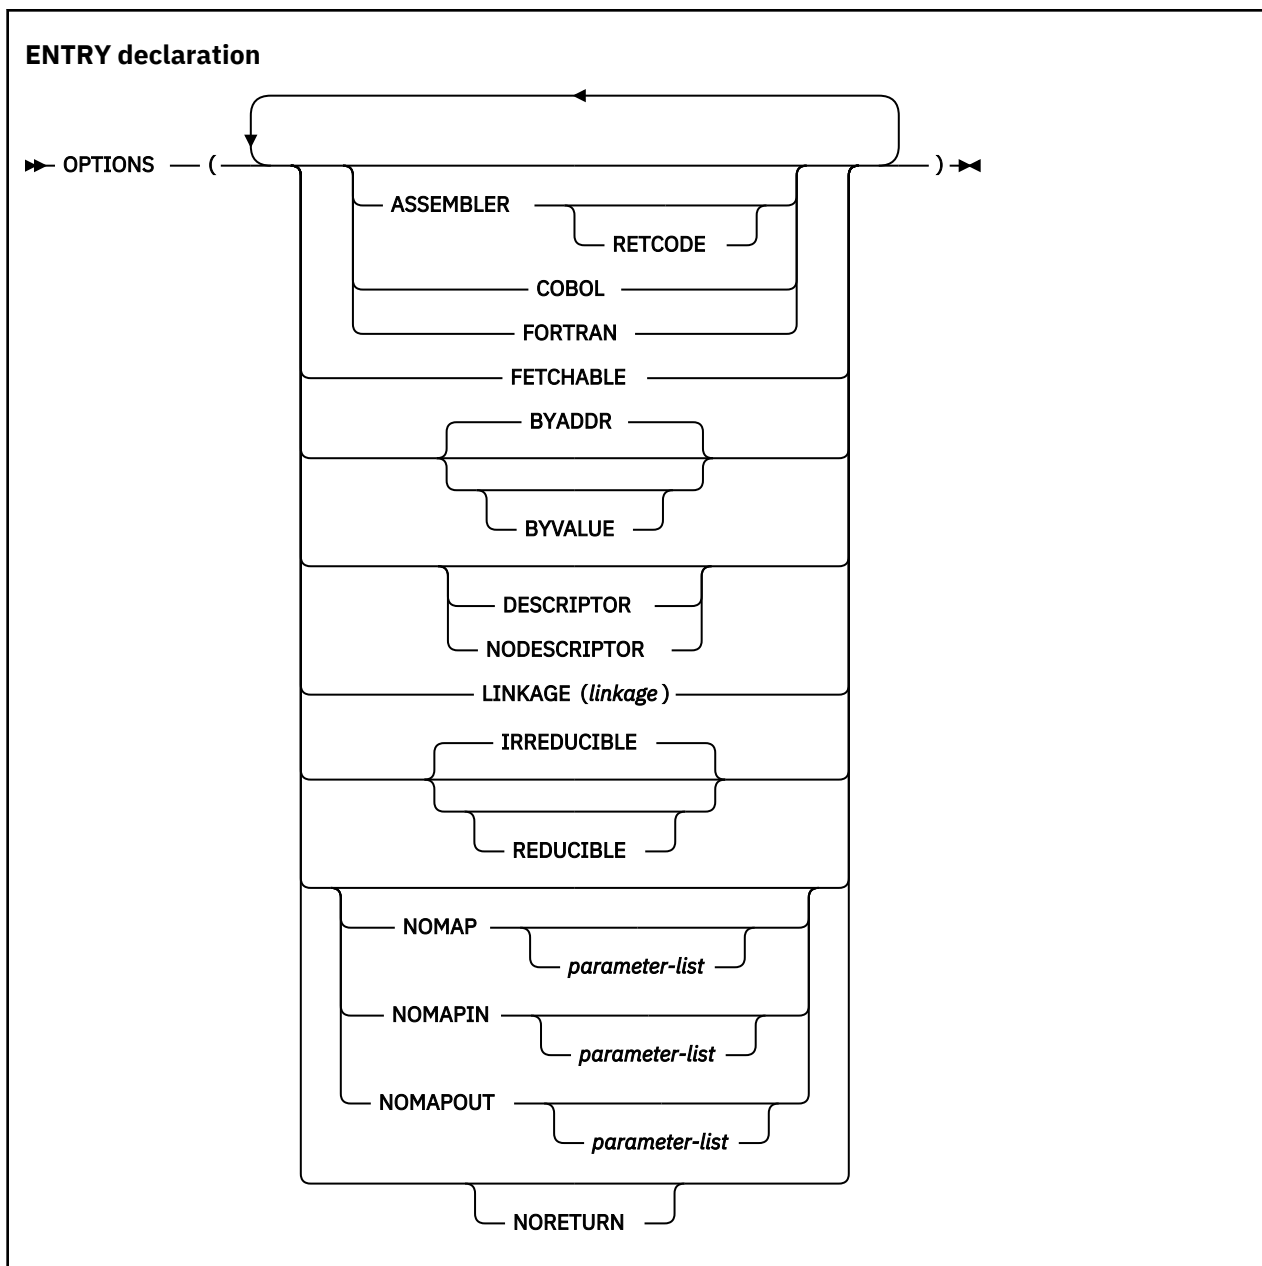 ENTRY declaration
OPTIONS ( )
ASSEMBLER
RETCODE
COBOL
FORTRAN
FETCHABLE
BYADDR
BYVALUE
DESCRIPTOR
NODESCRIPTOR
LINKAGE (linkage)
IRREDUCIBLE
REDUCIBLE
NOMAP
parameter-list
NOMAPIN
parameter-list
NOMAPOUT
parameter-list
NORETURN